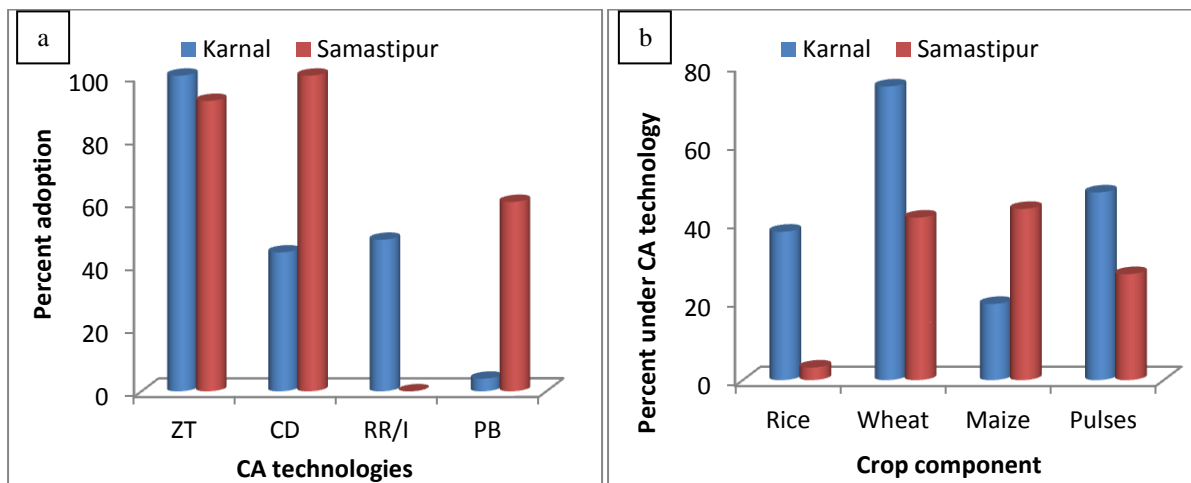 a
Karnal Samastipur
Percent adoption
100
80
60
40
20
0
ZT CD RR/I PB
CA technologies
b
Karnal Samastipur
Percent under CA technology
80
60
40
20
0
Rice Wheat Maize Pulses
Crop component